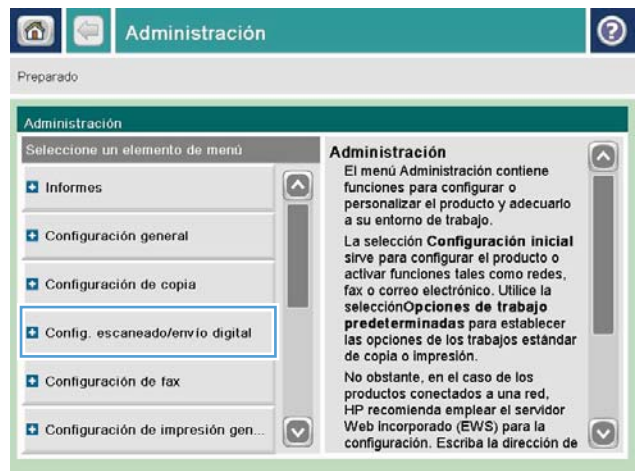 Administración
Preparado
Administración
Seleccione un elemento de menú
Informes
Configuración general
Configuración de copia
Config. escaneado/envío digital
Configuración de fax
Configuración de impresión gen...
Administración
El menú Administración contiene
funciones para configurar o
personalizar el producto y adecuarlo
a su entorno de trabajo.
La selección Configuración inicial
sirve para configurar el producto o
activar funciones tales como redes,
fax o correo electrónico. Utilice la
selecciónOpciones de trabajo
predeterminadas para establecer
las opciones de los trabajos estándar
de copia o impresión.
No obstante, en el caso de los
productos conectados a una red,
HP recomienda emplear el servidor
Web incorporado (EWS) para la
configuración. Escriba la dirección de